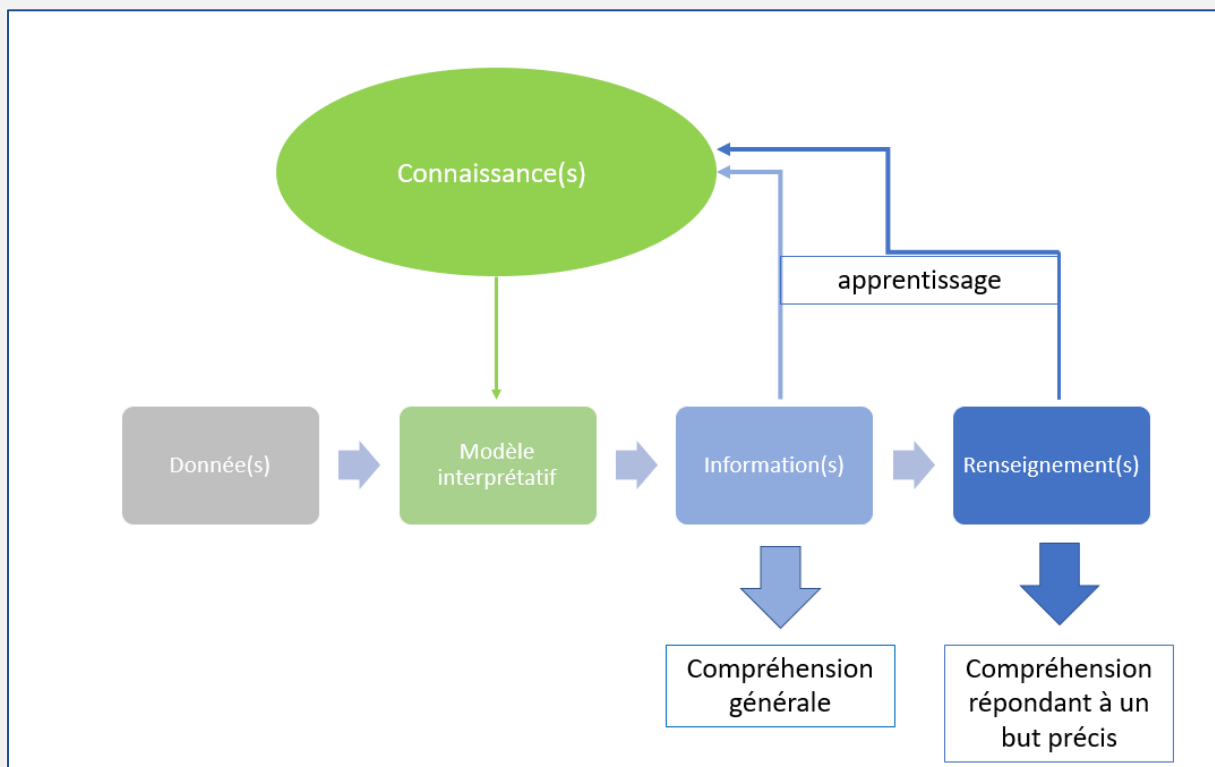 Connaissance(s)
apprentissage
Donnée(s)
Modèle
interprétatif
Information(s)
Renseignement(s)
Compréhension
générale
Compréhension
répondant à un
but précis